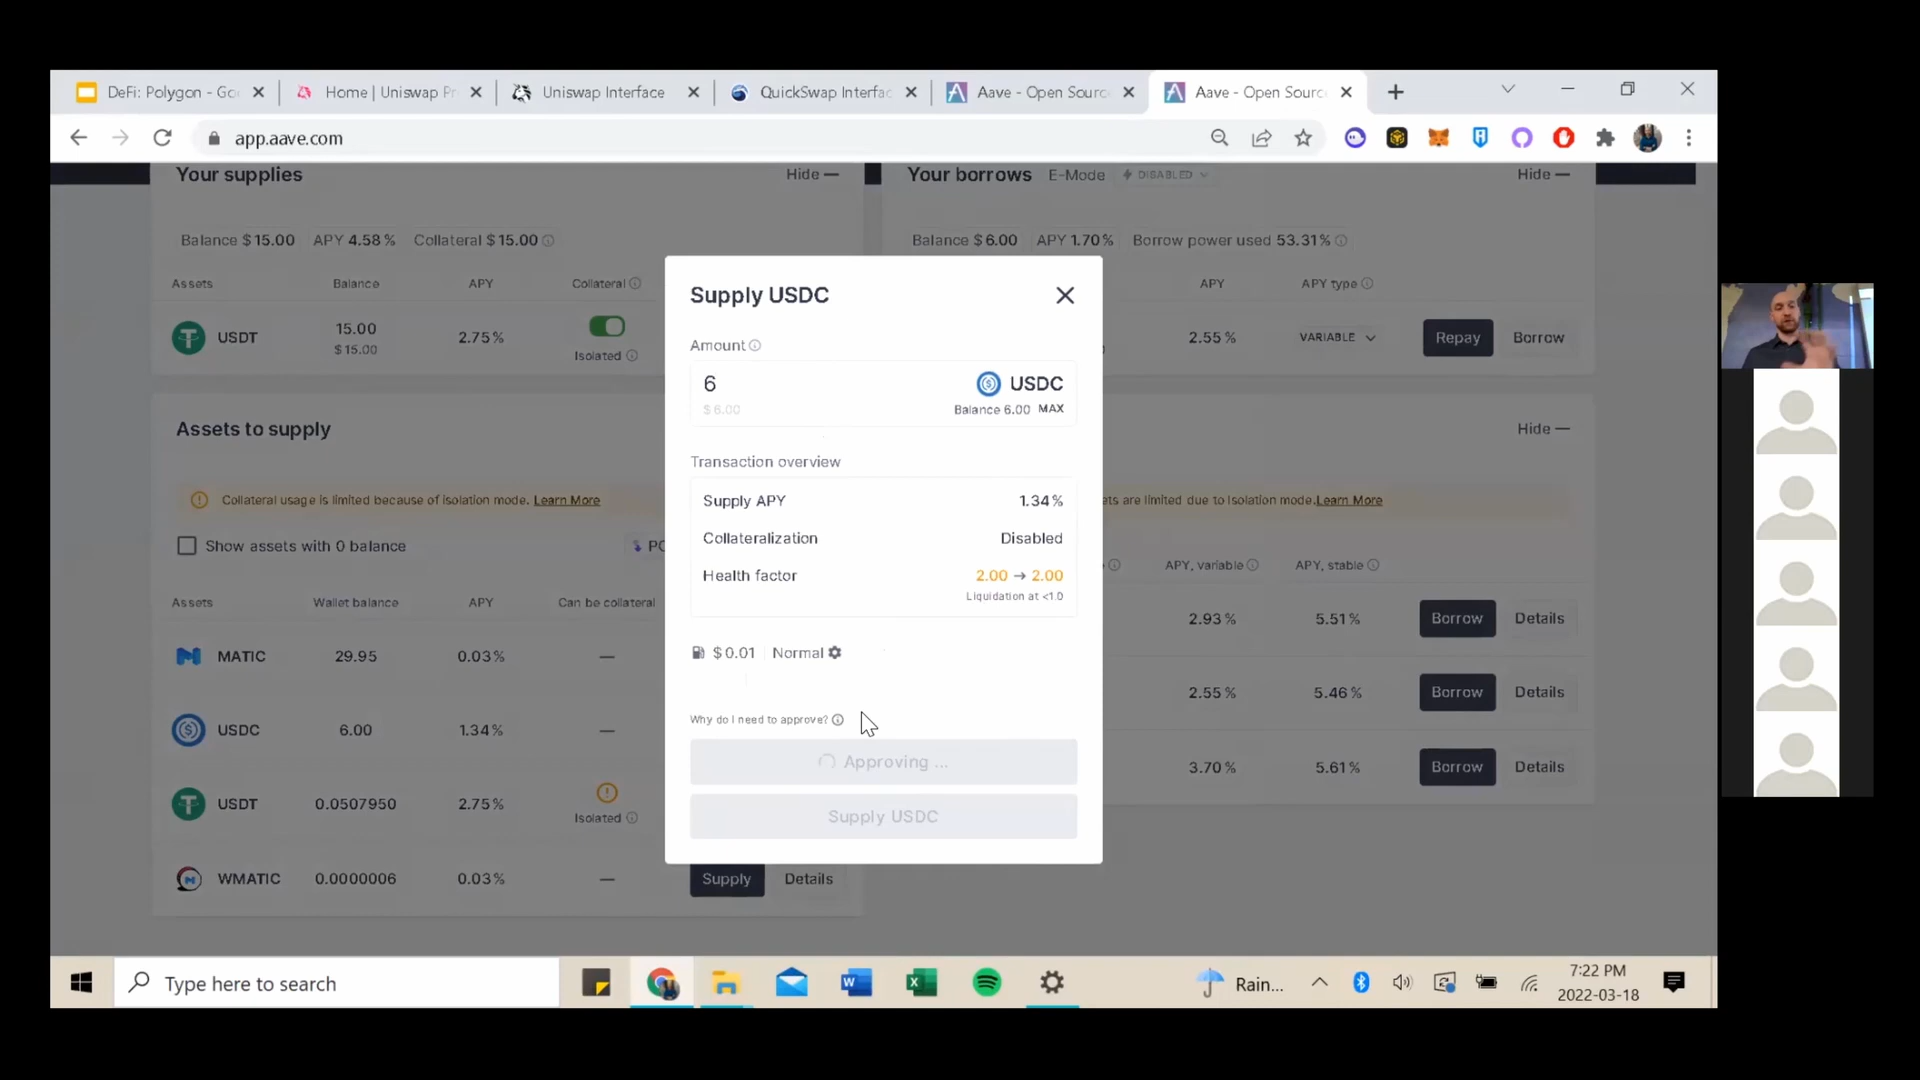 DeFi: Polygon - Goo
Home | Uniswap Pr
Uniswap Interface
QuickSwap Interfac
Aave - Open Sourc
Aave - Open Sourc
app.aave.com
Your supplies
Hide —
Your borrows E-Mode DISABLED
Hide —
Balance $ 15.00 APY 4.58 % Collateral $ 15.00
Balance $ 6.00 APY 1.70 % Borrow power used 53.31 %
Assets Balance APY Collateral
APY APY type
USDT 15.00 2.75 %
$ 15.00
Isolated
2.55 % VARIABLE Repay Borrow
Supply USDC
Amount
6 USDC
$ 6.00 Balance 6.00 MAX
Transaction overview
Supply APY 1.34 %
Collateralization Disabled
Health factor 2.00 → 2.00
Liquidation at <1.0
$ 0.01 Normal
Why do I need to approve?
Approving ...
Supply USDC
Assets to supply
Hide —
Collateral usage is limited because of isolation mode. Learn More
ets are limited due to Isolation mode. Learn More
Show assets with 0 balance
PO
Assets Wallet balance APY Can be collateral
APY, variable APY, stable
MATIC 29.95 0.03 % —
2.93 % 5.51 % Borrow Details
USDC 6.00 1.34 % —
2.55 % 5.46 % Borrow Details
USDT 0.0507950 2.75 %
Isolated
3.70 % 5.61 % Borrow Details
WMATIC 0.0000006 0.03 % — Supply Details
Type here to search
Rain...
7:22 PM
2022-03-18